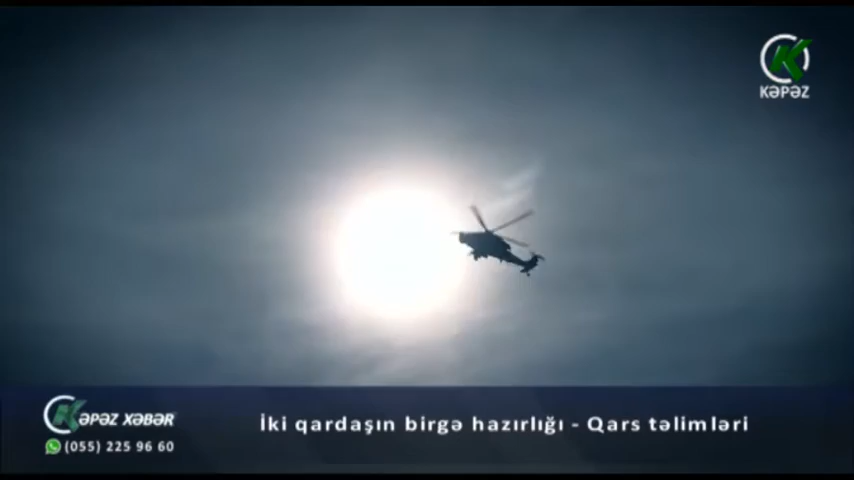 KƏPƏZ
KƏPƏZ XƏBƏR
(055) 225 96 60
İki qardaşın birgə hazırlığı - Qars təlimləri